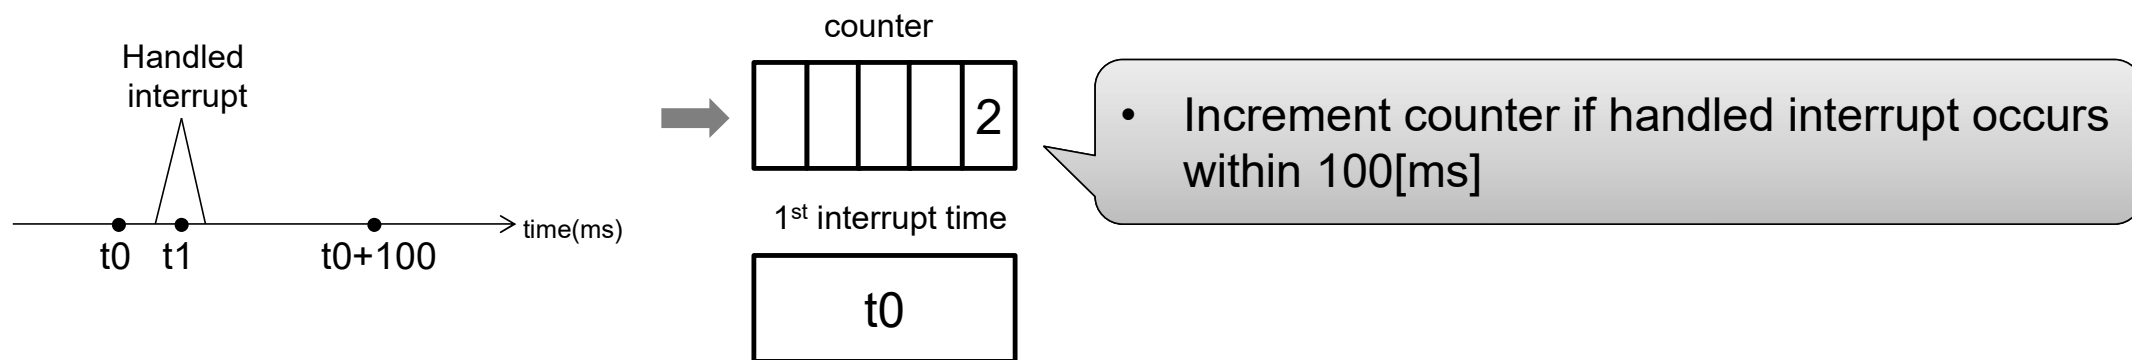 Handled
interrupt
t0
t1
t0+100
time(ms)
counter
2
1st interrupt time
t0
• Increment counter if handled interrupt occurs
within 100[ms]